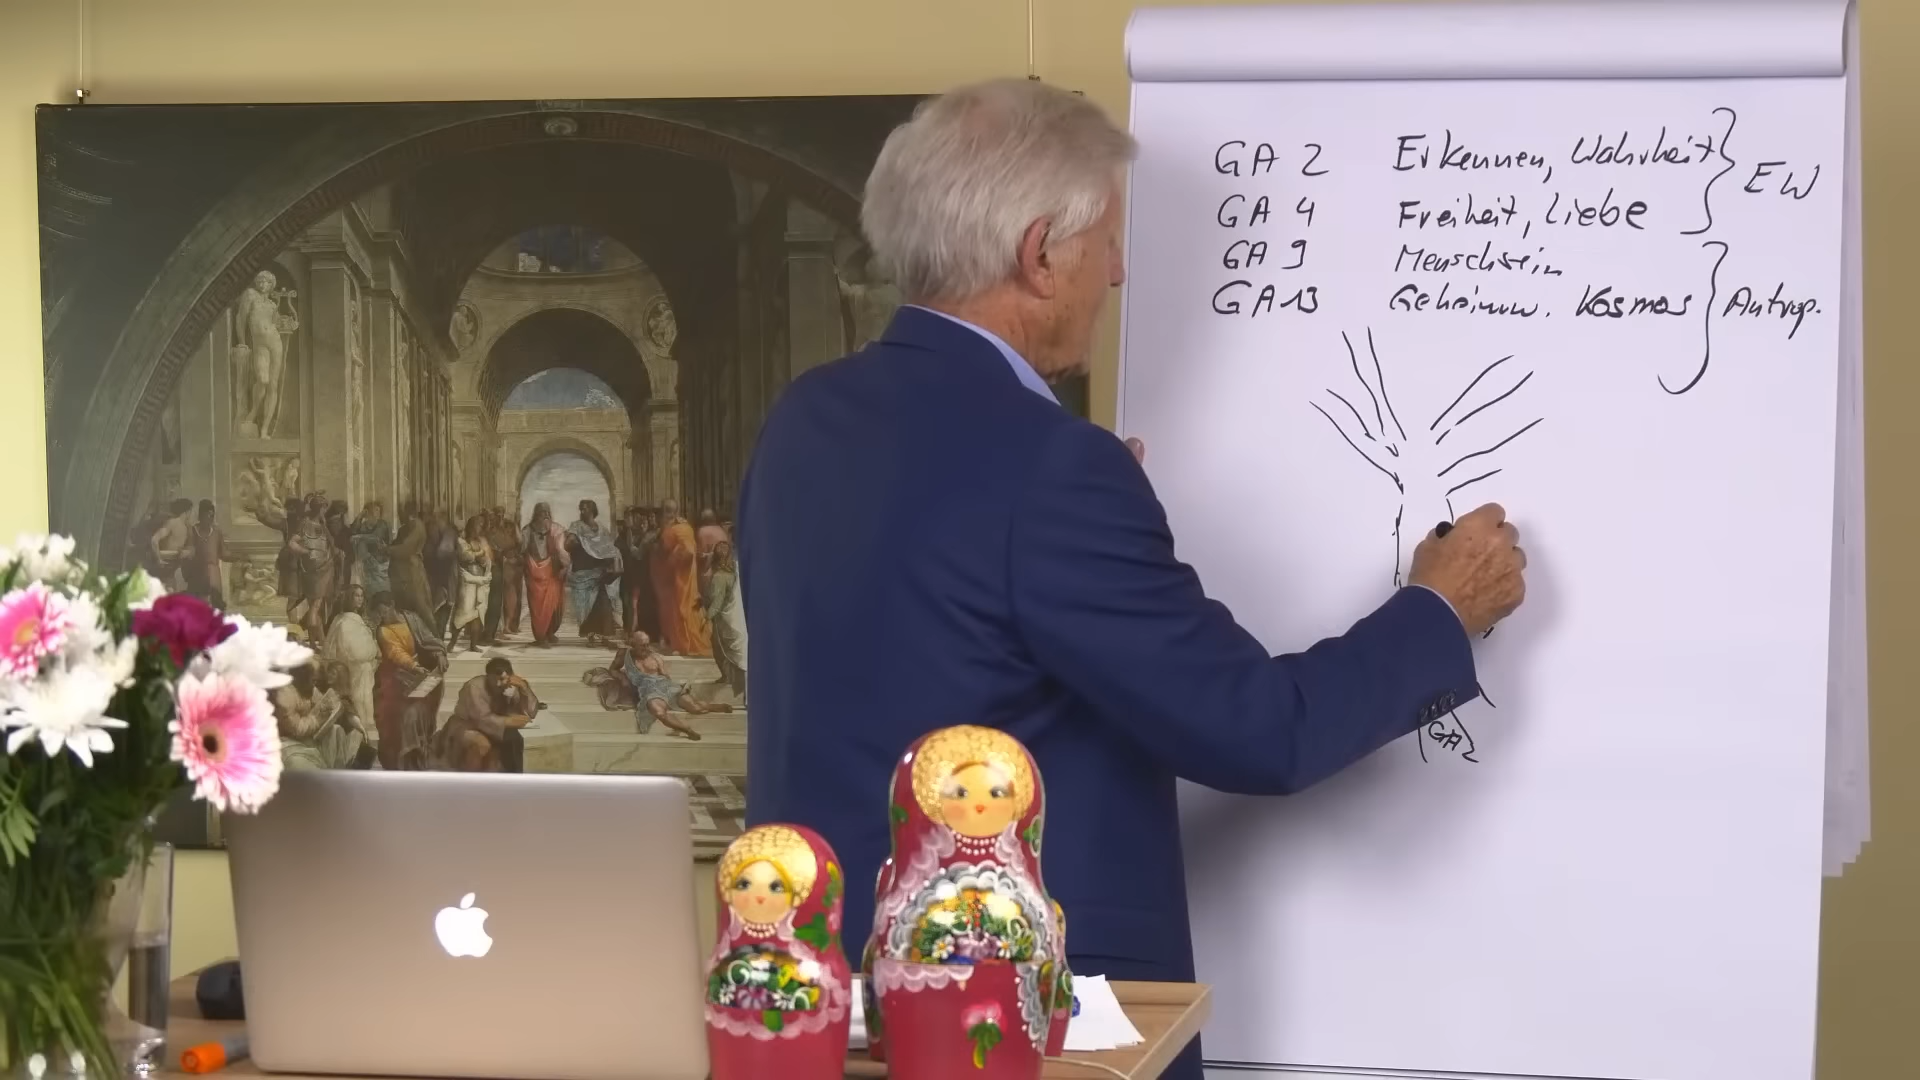 GA 2 Erkennen, Wahrheit } EW
GA 4 Freiheit, Liebe
GA 9 Menschsein
GA 13 Geheimw. Kosmos } Antrop.
GA 2